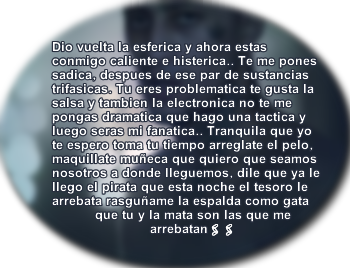 Dio vuelta la esferica y ahora estas
conmigo caliente e histerica.. Te me pones
sadica, despues de ese par de sustancias
trifasicas. Tu eres problematica te gusta la
salsa y tambien la electronica no te me
pongas dramatica que hago una tactica y
luego seras mi fanatica.. Tranquila que yo
te espero toma tu tiempo arreglate el pelo,
maquillate muñeca que quiero que seamos
nosotros a donde lleguemos, dile que ya le
llego el pirata que esta noche el tesoro le
arrebata rasguñame la espalda como gata
que tu y la mata son las que me
arrebatan